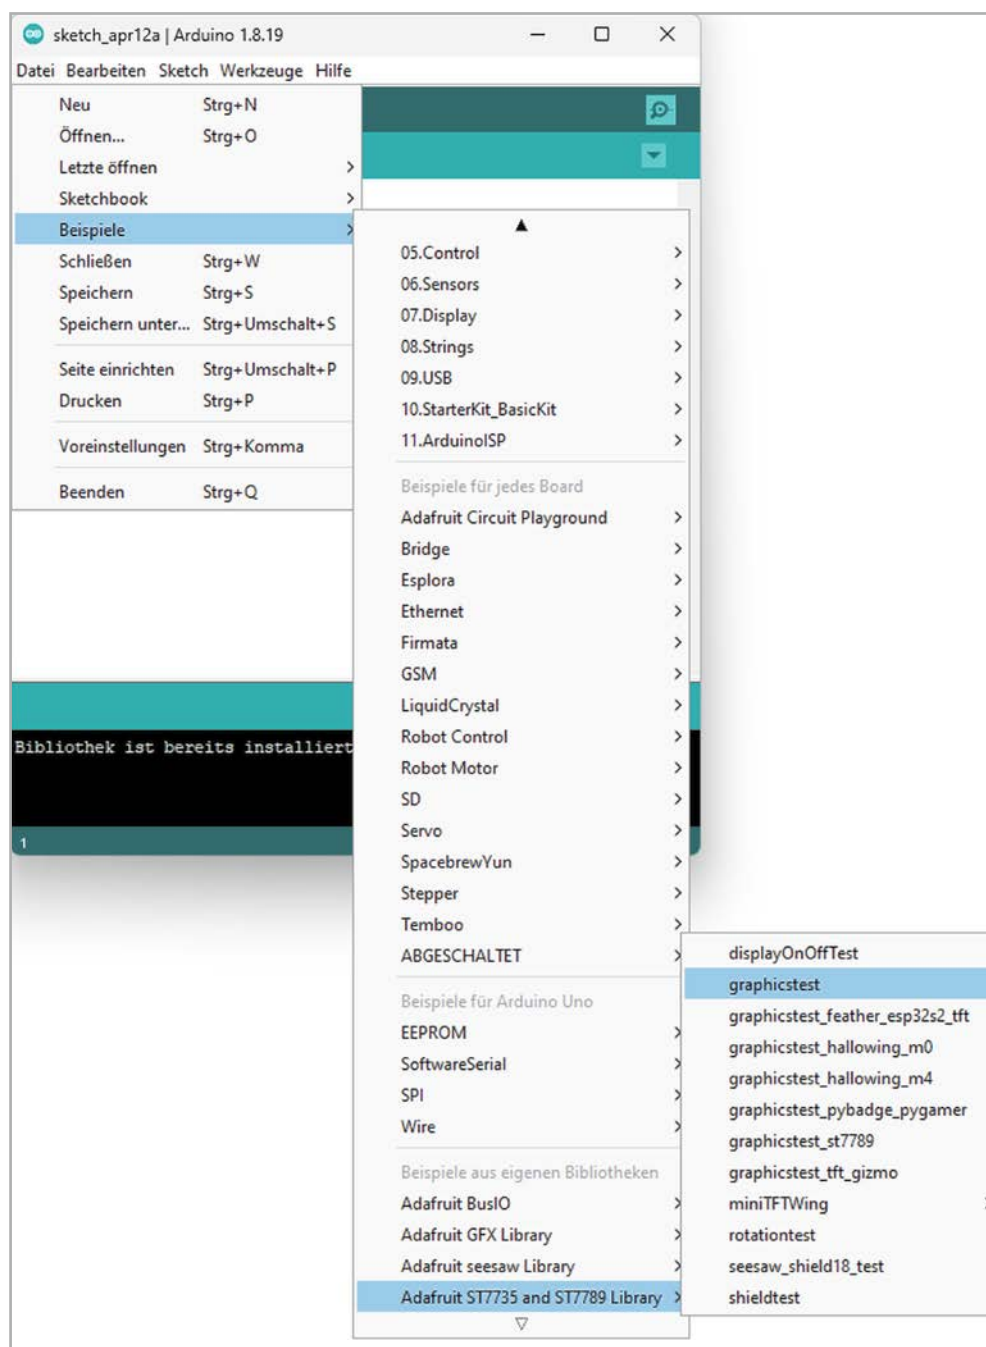 sketch_apr12a | Arduino 1.8.19
Datei Bearbeiten Sketch Werkzeuge Hilfe
Neu Strg+N
Öffnen... Strg+O
Letzte öffnen
Sketchbook
Beispiele
Schließen Strg+W
Speichern Strg+S
Speichern unter... Strg+Umschalt+S
Seite einrichten Strg+Umschalt+P
Drucken Strg+P
Voreinstellungen Strg+Komma
Beenden Strg+Q
Bibliothek ist bereits installiert
1
05.Control
06.Sensors
07.Display
08.Strings
09.USB
10.StarterKit_BasicKit
11.ArduinoISP
Beispiele für jedes Board
Adafruit Circuit Playground
Bridge
Esplora
Ethernet
Firmata
GSM
LiquidCrystal
Robot Control
Robot Motor
SD
Servo
SpacebrewYun
Stepper
Temboo
ABGESCHALTET
Beispiele für Arduino Uno
EEPROM
SoftwareSerial
SPI
Wire
Beispiele aus eigenen Bibliotheken
Adafruit BusIO
Adafruit GFX Library
Adafruit seesaw Library
Adafruit ST7735 and ST7789 Library
displayOnOffTest
graphicstest
graphicstest_feather_esp32s2_tft
graphicstest_hallowing_m0
graphicstest_hallowing_m4
graphicstest_pybadge_pygamer
graphicstest_st7789
graphicstest_tft_gizmo
miniTFTWing
rotationtest
seesaw_shield18_test
shieldtest